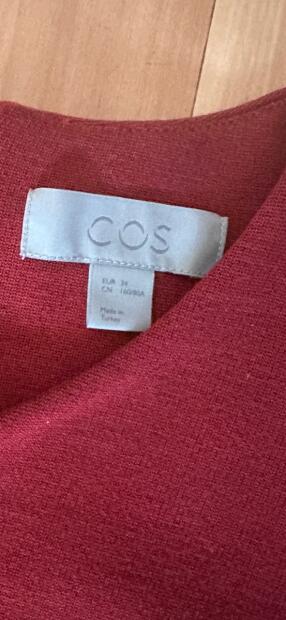 COS
EUR 34
CN 160/80A
Made in
Turkey